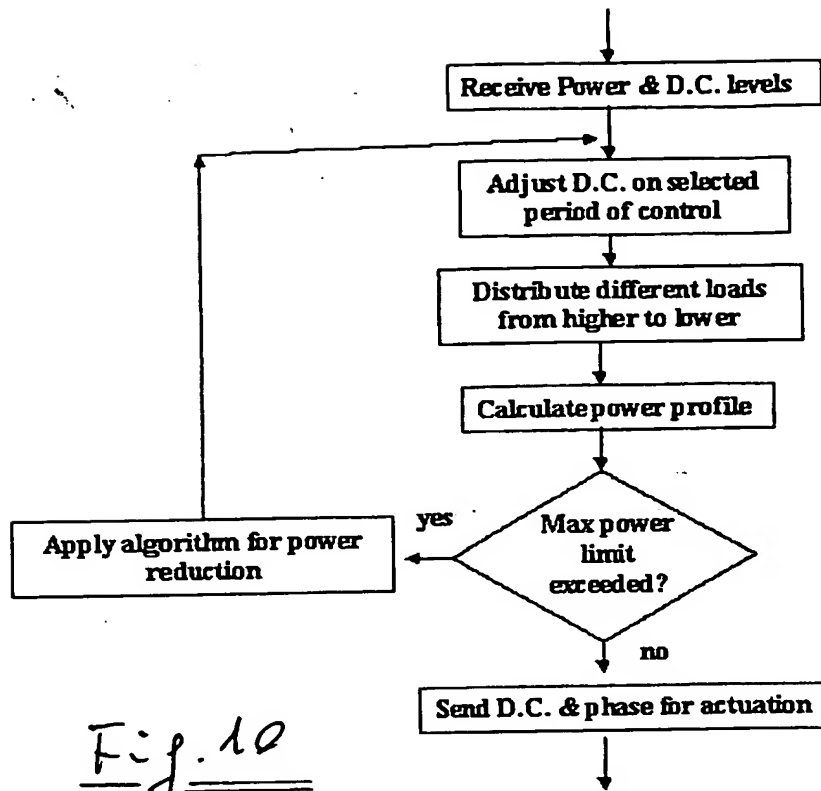 Receive Power & D.C. levels
Adjust D.C. on selected
period of control
Distribute different loads
from higher to lower
Calculate power profile
Max power
limit
exceeded?
yes
Apply algorithm for power
reduction
no
Send D.C. & phase for actuation
Fig. 10